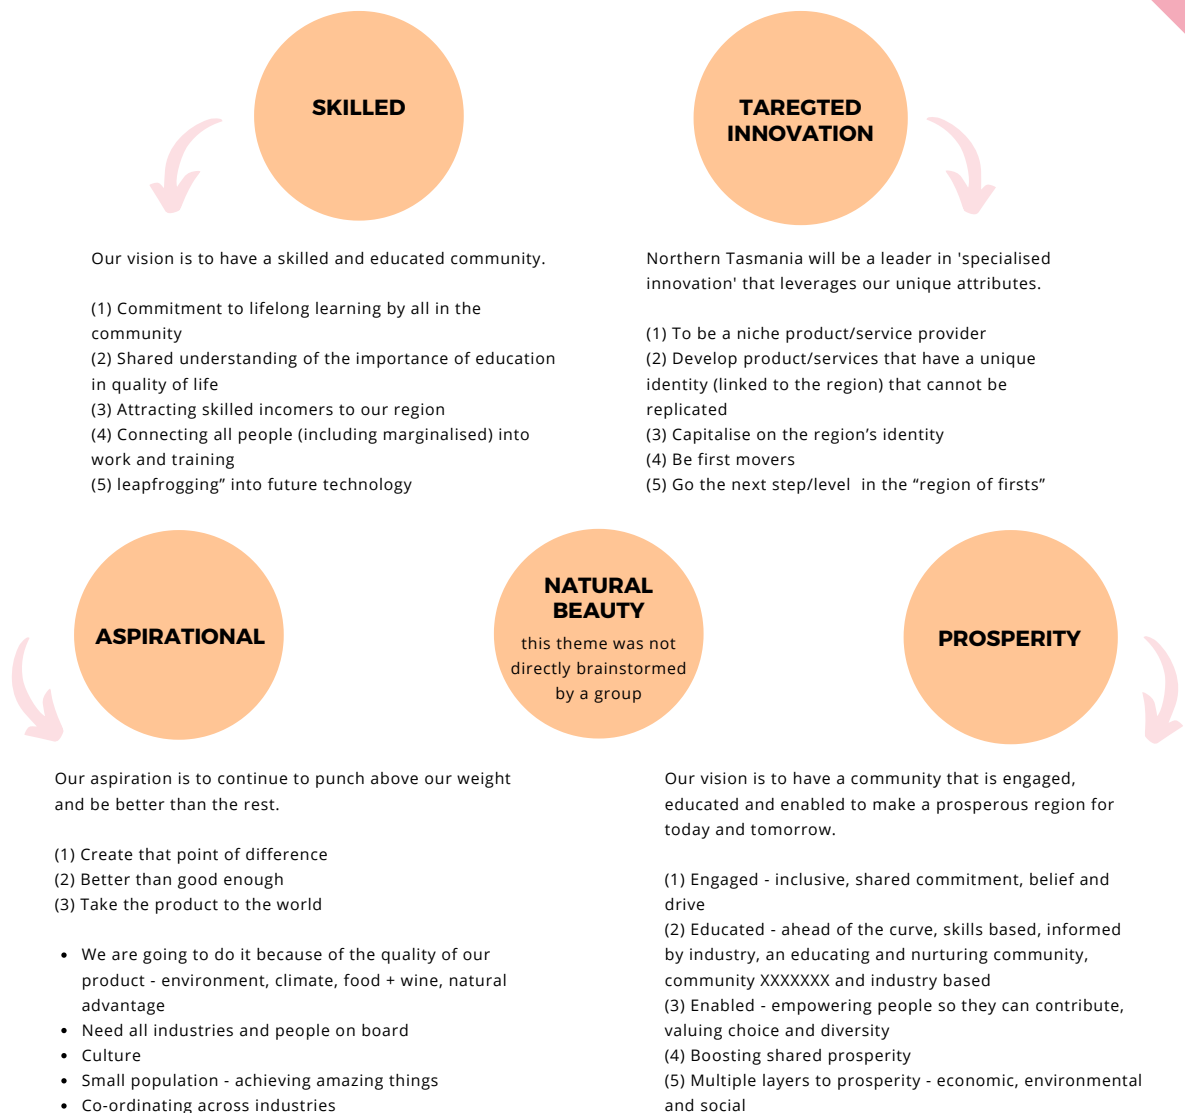 SKILLED
Our vision is to have a skilled and educated community.
(1) Commitment to lifelong learning by all in the
community
(2) Shared understanding of the importance of education
in quality of life
(3) Attracting skilled incomers to our region
(4) Connecting all people (including marginalised) into
work and training
(5) leapfrogging” into future technology
TAREGTED
INNOVATION
Northern Tasmania will be a leader in 'specialised
innovation' that leverages our unique attributes.
(1) To be a niche product/service provider
(2) Develop product/services that have a unique
identity (linked to the region) that cannot be
replicated
(3) Capitalise on the region’s identity
(4) Be first movers
(5) Go the next step/level  in the “region of firsts”
ASPIRATIONAL
Our aspiration is to continue to punch above our weight
and be better than the rest.
(1) Create that point of difference
(2) Better than good enough
(3) Take the product to the world
• We are going to do it because of the quality of our
product - environment, climate, food + wine, natural
advantage
• Need all industries and people on board
• Culture
• Small population - achieving amazing things
• Co-ordinating across industries
NATURAL
BEAUTY
this theme was not
directly brainstormed
by a group
PROSPERITY
Our vision is to have a community that is engaged,
educated and enabled to make a prosperous region for
today and tomorrow.
(1) Engaged - inclusive, shared commitment, belief and
drive
(2) Educated - ahead of the curve, skills based, informed
by industry, an educating and nurturing community,
community XXXXXXX and industry based
(3) Enabled - empowering people so they can contribute,
valuing choice and diversity
(4) Boosting shared prosperity
(5) Multiple layers to prosperity - economic, environmental
and social